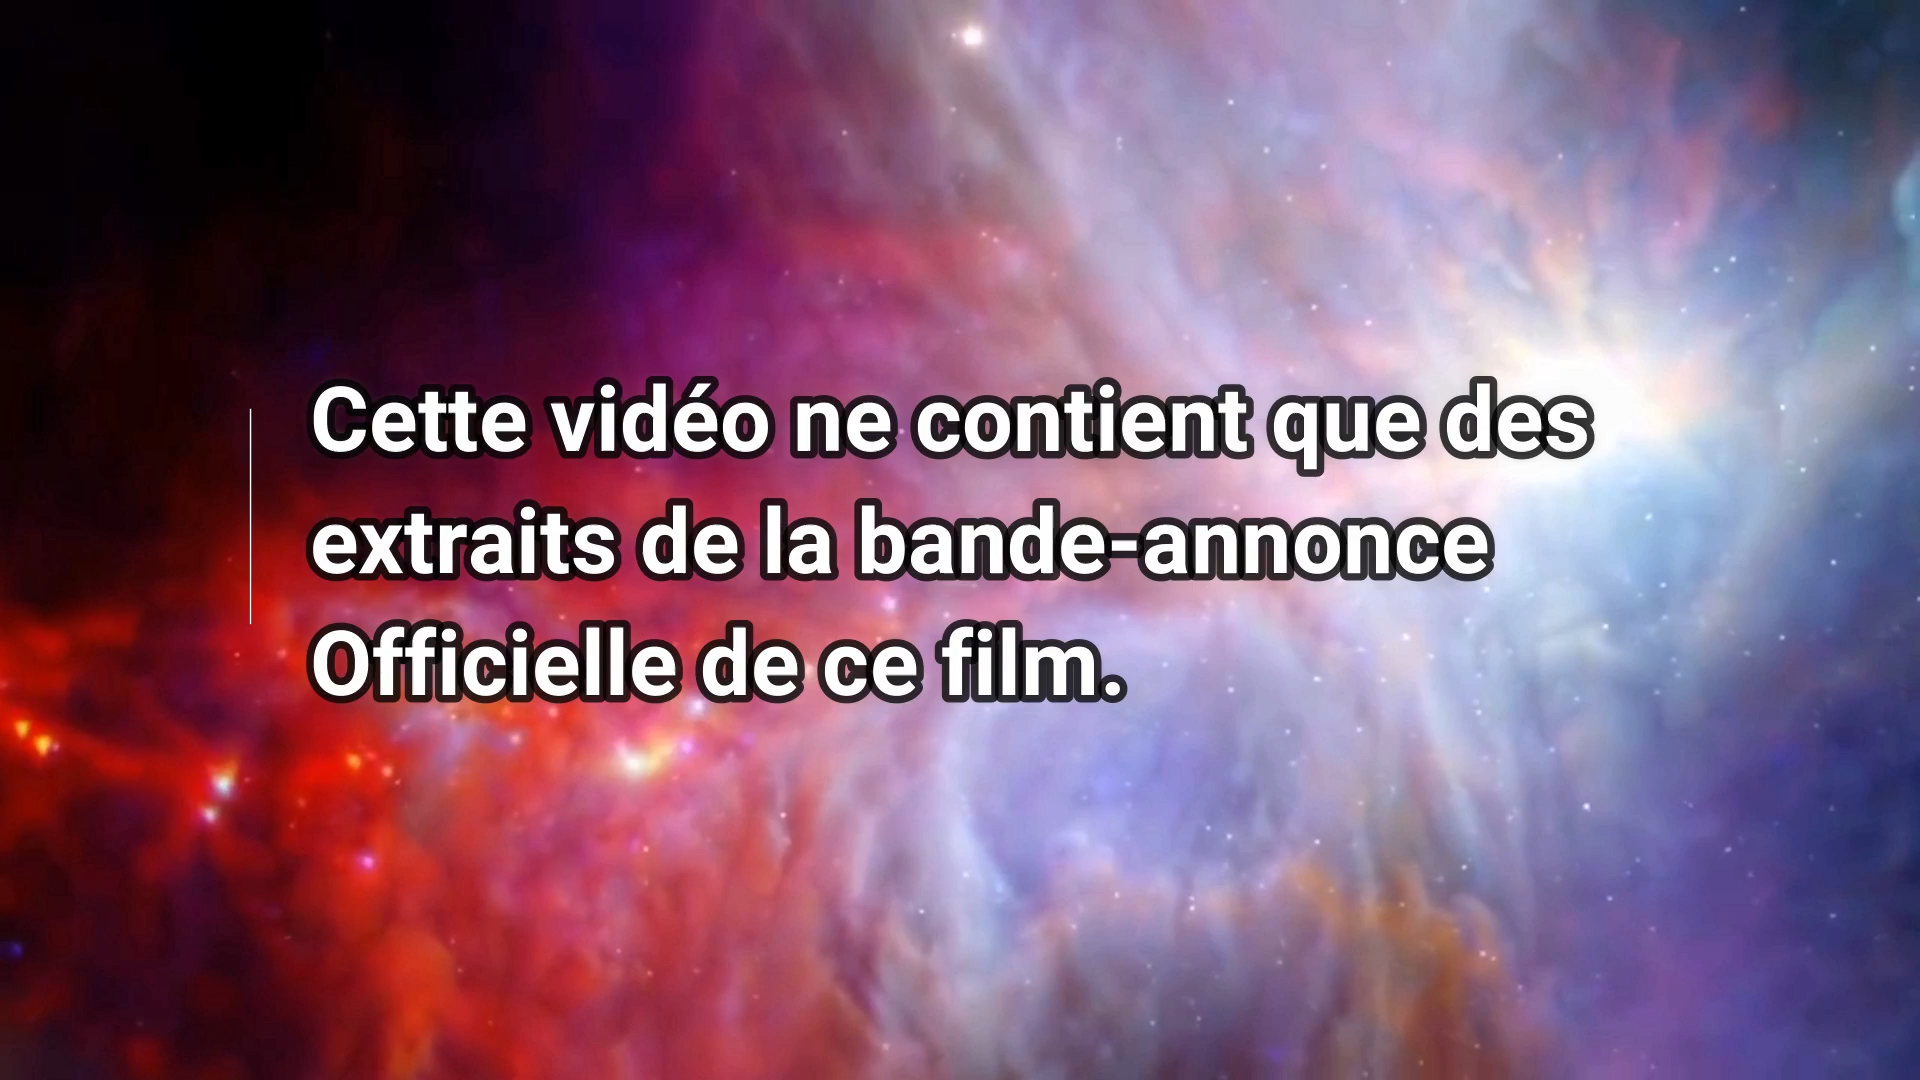 Cette vidéo ne contient que des
extraits de la bande-annonce
Officielle de ce film.